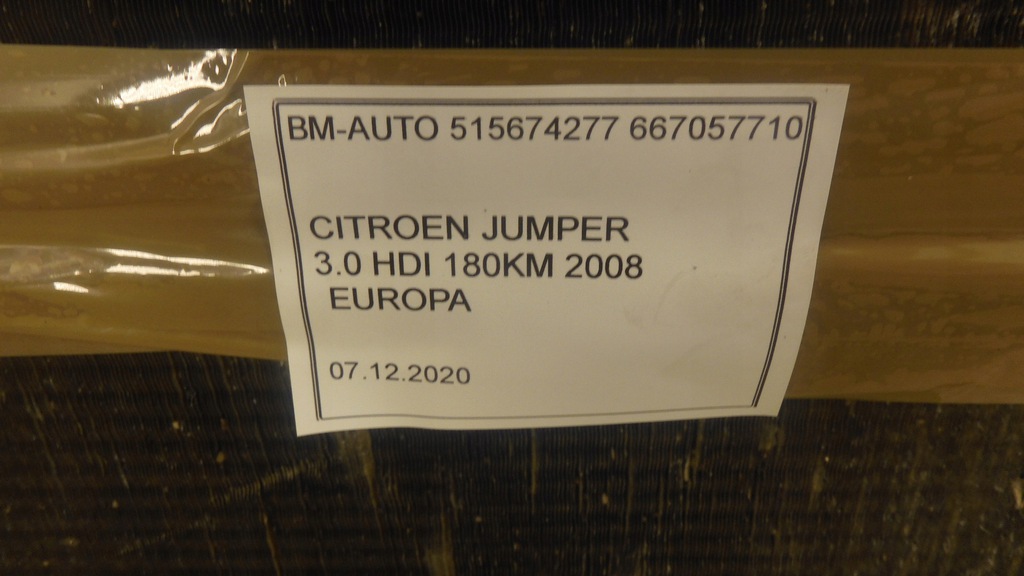 BM-AUTO 515674277 667057710
CITROEN JUMPER
3.0 HDI 180KM 2008
EUROPA
07.12.2020